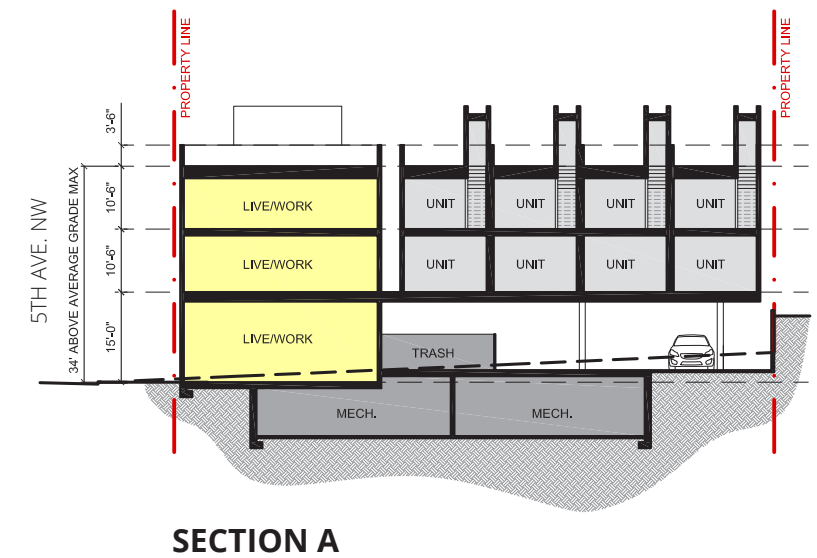 PROPERTY LINE
PROPERTY LINE
3'-6"
10'-6"
10'-6"
15'-0"
34' ABOVE AVERAGE GRADE MAX
5TH AVE. NW
LIVE/WORK
UNIT UNIT UNIT UNIT
LIVE/WORK
UNIT UNIT UNIT UNIT
LIVE/WORK
TRASH
MECH. MECH.
SECTION A